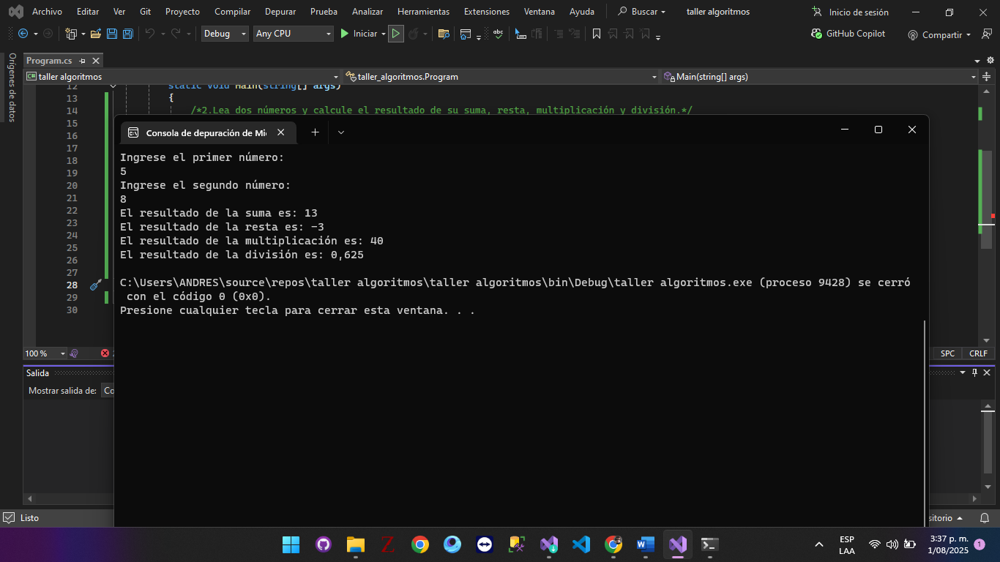 Archivo Editar Ver Git Proyecto Compilar Depurar Prueba Analizar Herramientas Extensiones Ventana Ayuda Buscar taller algoritmos Inicio de sesión
Debug Any CPU Iniciar GitHub Copilot Compartir
Orígenes de datos
Program.cs
C# taller algoritmos taller_algoritmos.Program Main(string[] args)
12 static void Main(string[] args)
13 {
14 /*2.Lea dos números y calcule el resultado de su suma, resta, multiplicación y división.*/
15
16
17
18
19
20
21
22
23
24
25
26
27
28
29
30
Consola de depuración de Mi
Ingrese el primer número:
5
Ingrese el segundo número:
8
El resultado de la suma es: 13
El resultado de la resta es: -3
El resultado de la multiplicación es: 40
El resultado de la división es: 0,625
C:\Users\ANDRES\source\repos\taller algoritmos\taller algoritmos\bin\Debug\taller algoritmos.exe (proceso 9428) se cerró
con el código 0 (0x0).
Presione cualquier tecla para cerrar esta ventana. . .
100 % SPC CRLF
Salida
Mostrar salida de: Co
Listo sitorio
ESP
LAA
3:37 p. m.
1/08/2025
1